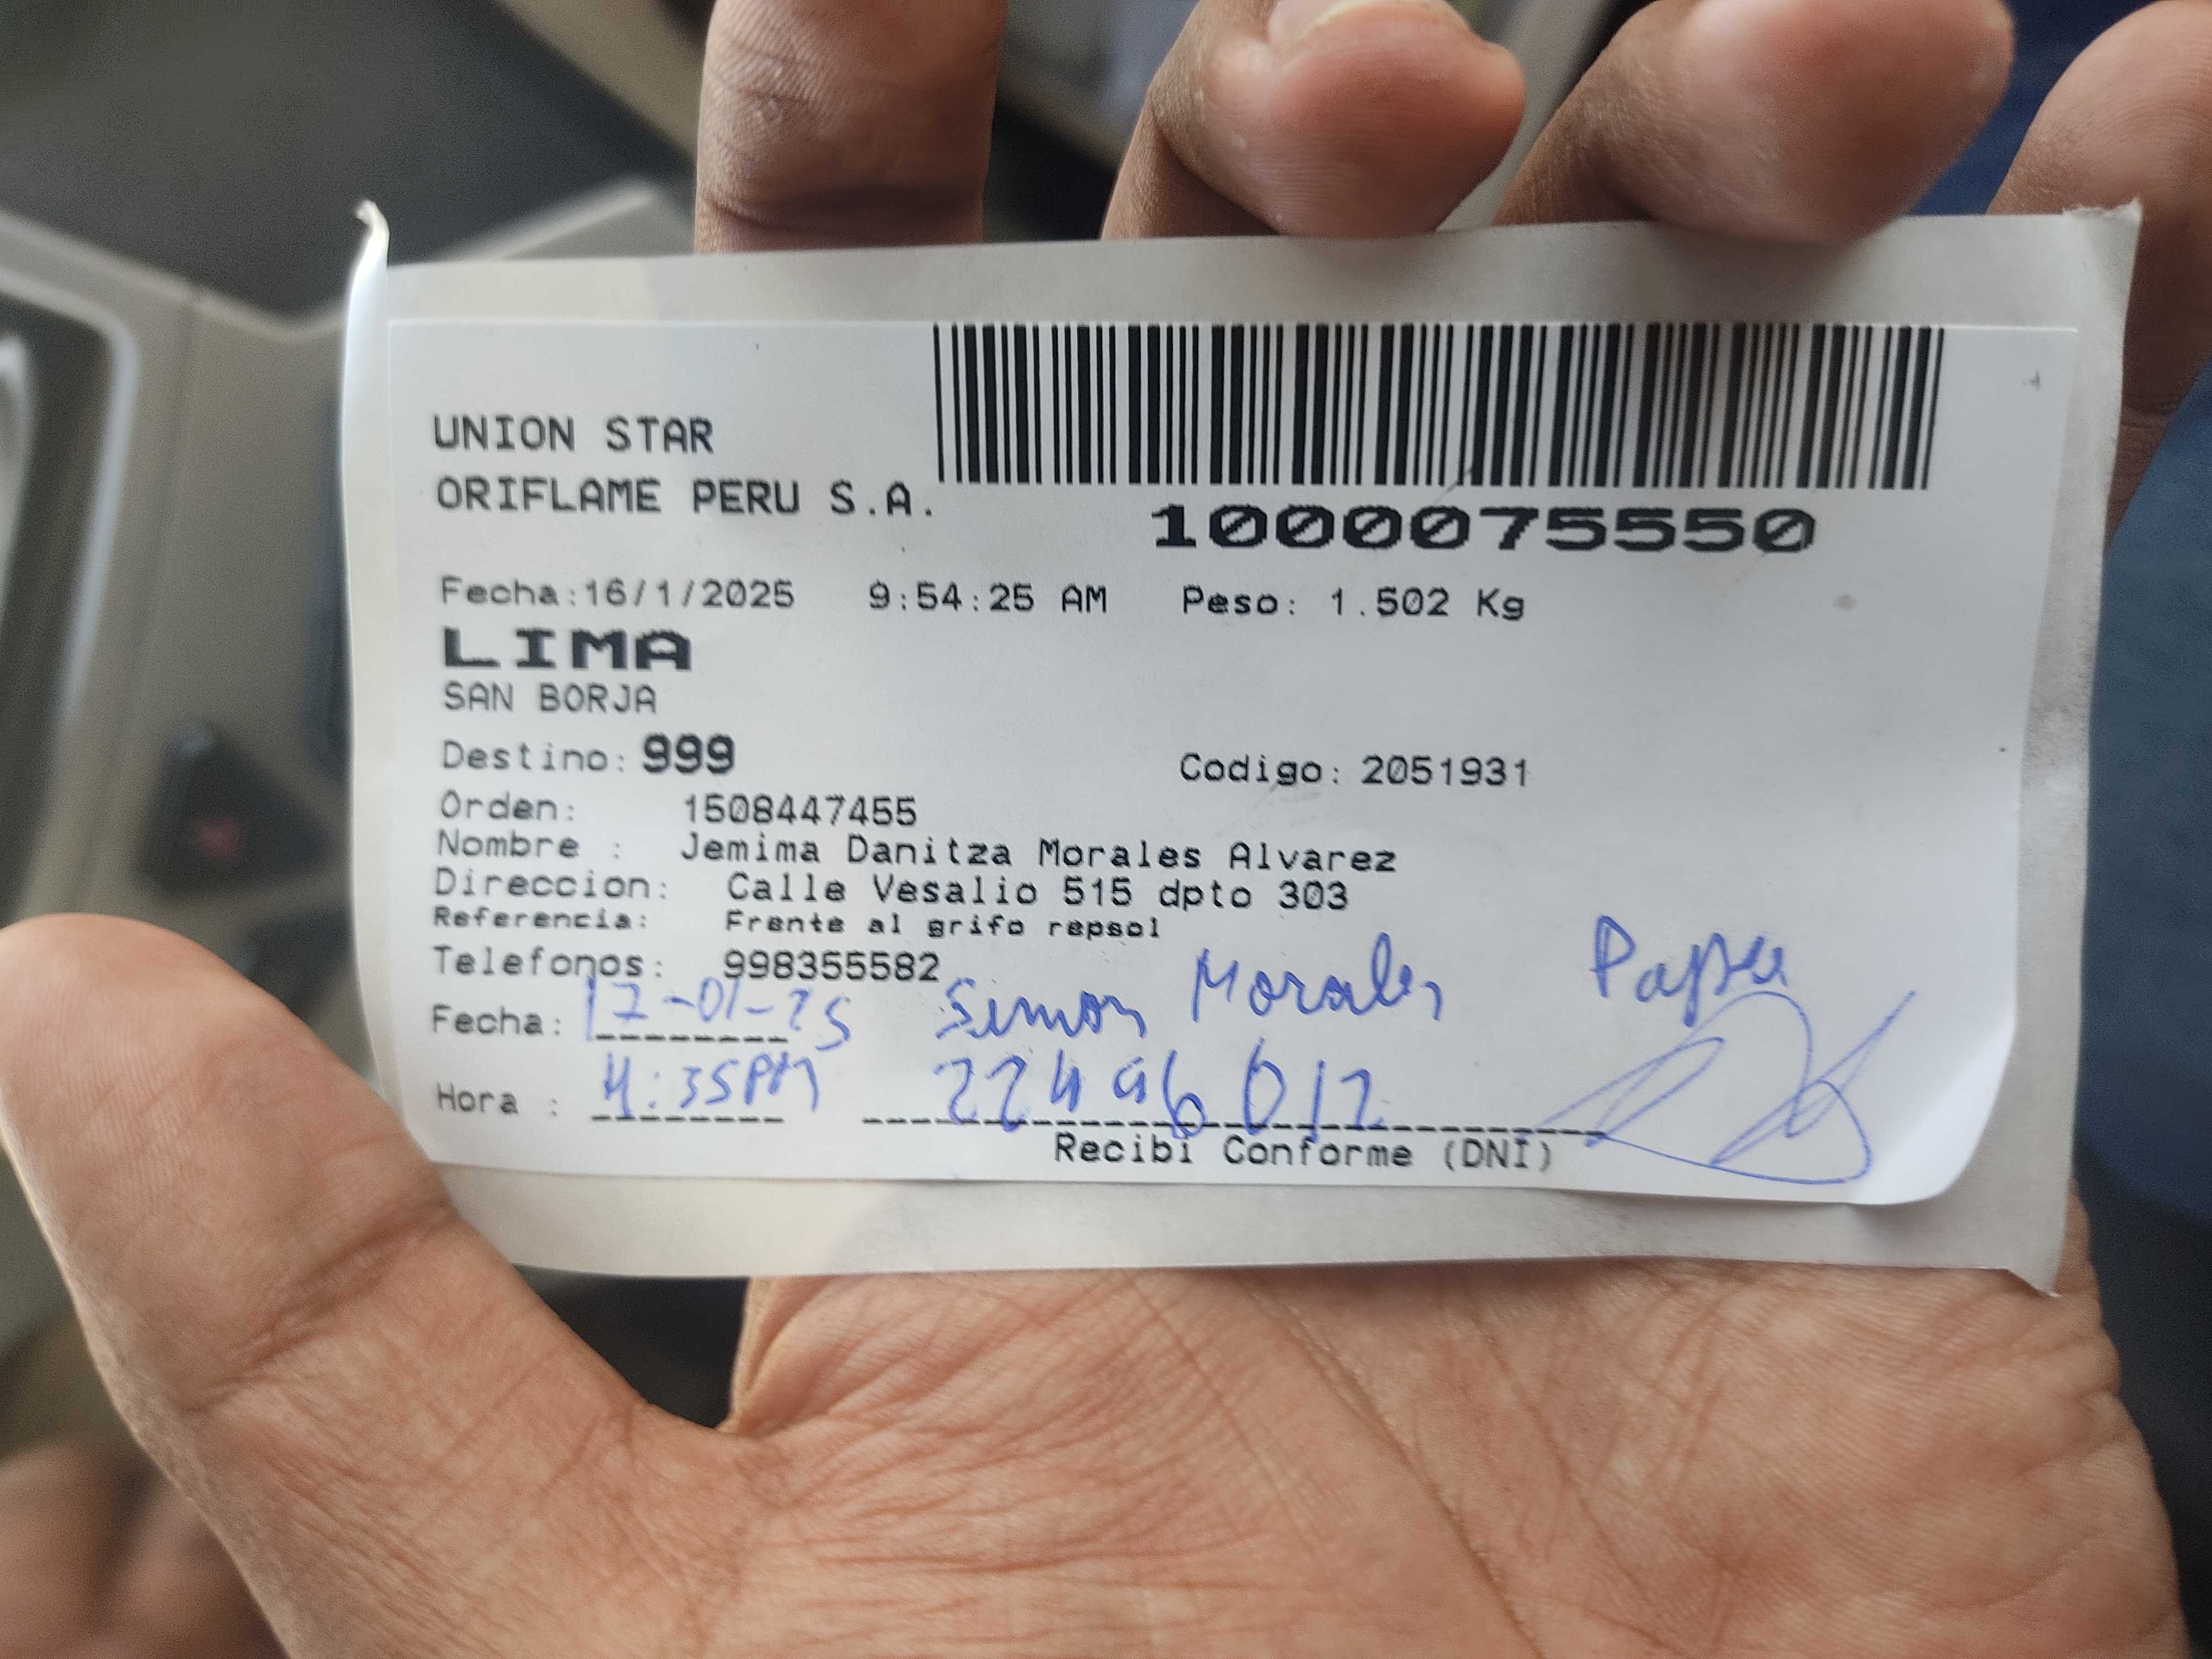 UNION STAR
ORIFLAME PERU S.A.
1000075550
Fecha:16/1/2025 9:54:25 AM Peso: 1.502 Kg
LIMA
SAN BORJA
Destino: 999 Codigo: 2051931
Orden: 1508447455
Nombre : Jemima Danitza Morales Alvarez
Direccion: Calle Vesalio 515 dpto 303
Referencia: Frente al grifo repsol
Telefonos: 998355582
Fecha: 17-01-25 Simon Morales
Hora : 4:35PM 22496012
Recibi Conforme (DNI)